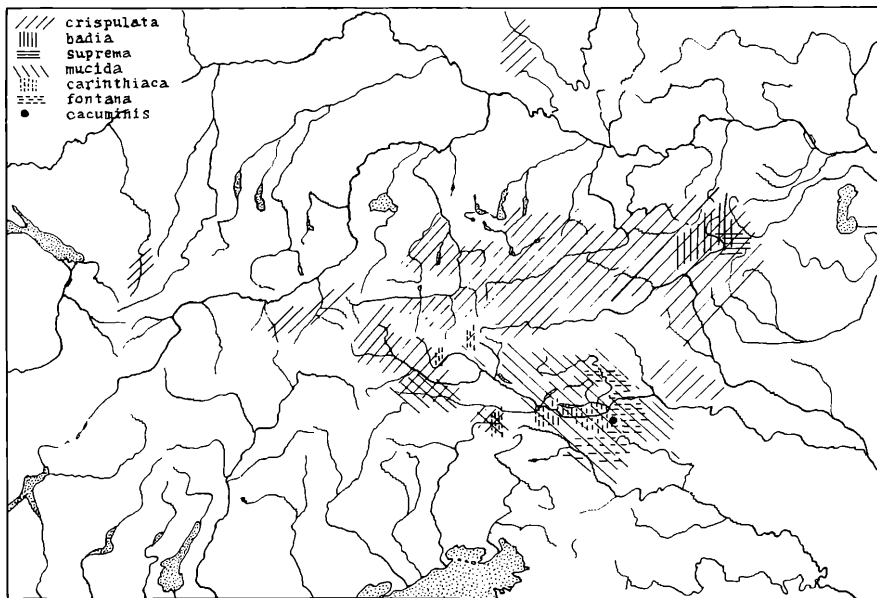 crispulata
badia
suprema
mucida
carinthiaca
fontana
cacuminis